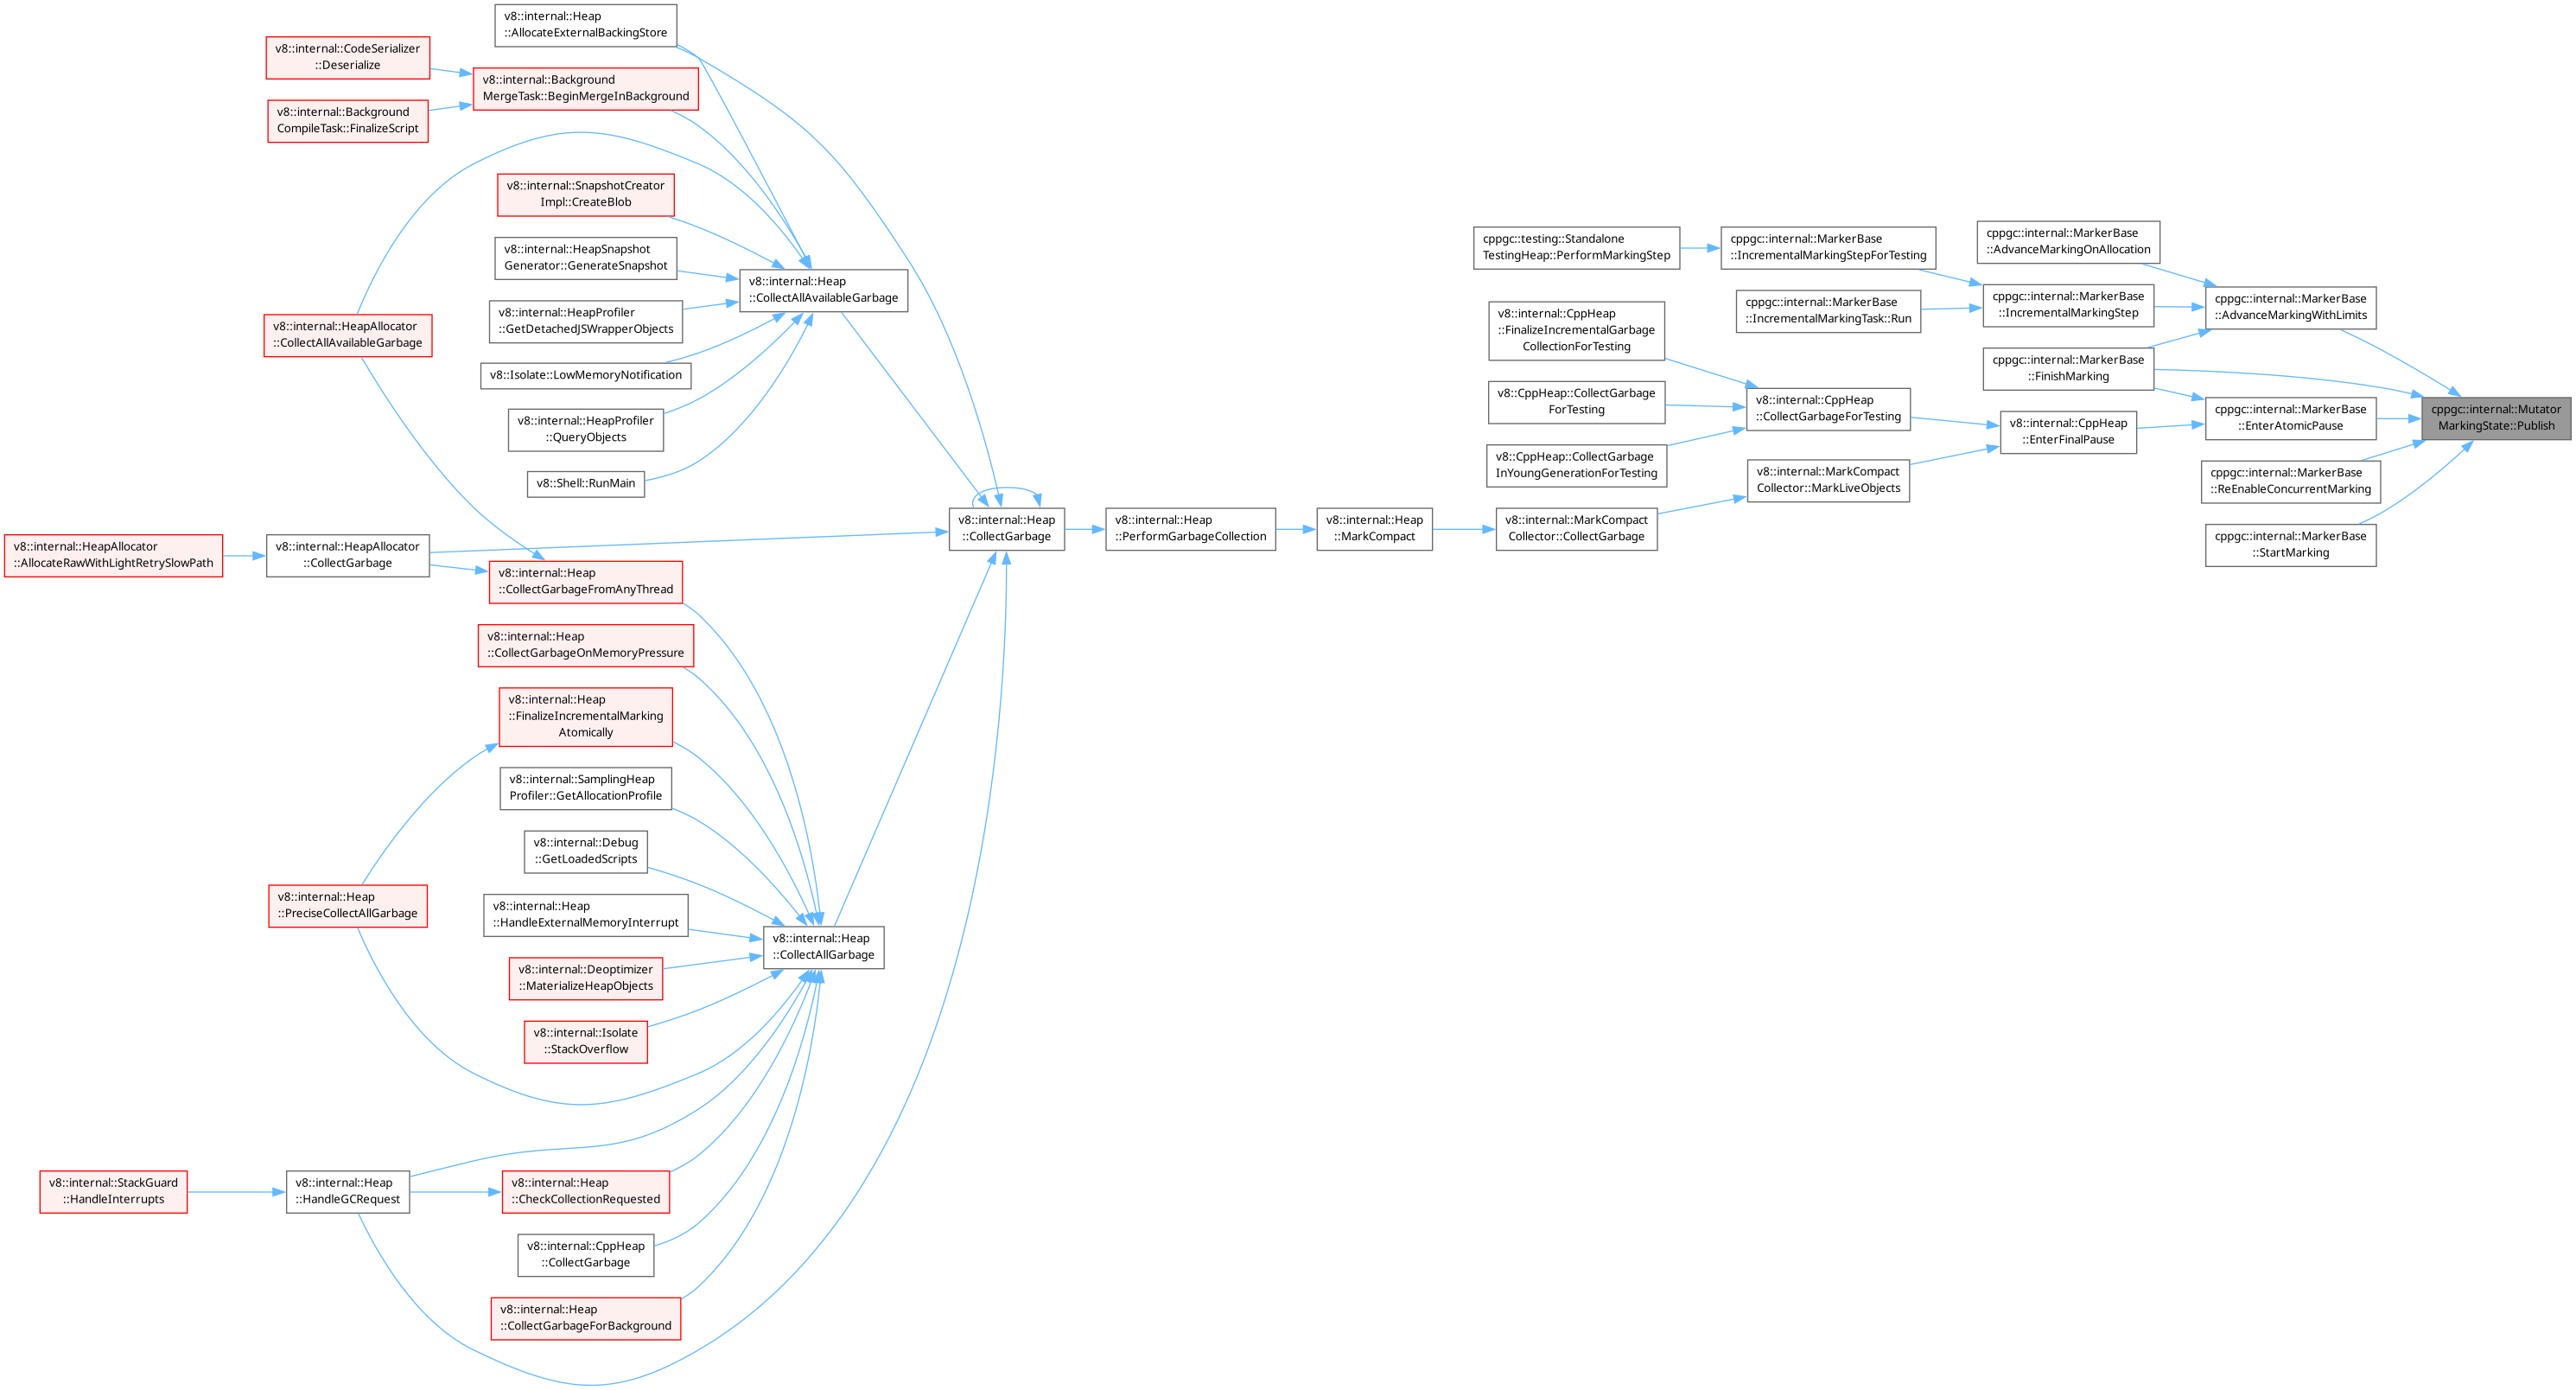 v8::internal::Heap
::AllocateExternalBackingStore
v8::internal::CodeSerializer
::Deserialize
v8::internal::Background
MergeTask::BeginMergeInBackground
v8::internal::Background
CompileTask::FinalizeScript
v8::internal::SnapshotCreator
Impl::CreateBlob
v8::internal::HeapSnapshot
Generator::GenerateSnapshot
v8::internal::HeapProfiler
::GetDetachedJSWrapperObjects
v8::Isolate::LowMemoryNotification
v8::internal::HeapProfiler
::QueryObjects
v8::Shell::RunMain
v8::internal::HeapAllocator
::CollectAllAvailableGarbage
v8::internal::Heap
::CollectAllAvailableGarbage
v8::internal::HeapAllocator
::AllocateRawWithLightRetrySlowPath
v8::internal::HeapAllocator
::CollectGarbage
v8::internal::Heap
::CollectGarbageFromAnyThread
v8::internal::Heap
::CollectGarbageOnMemoryPressure
v8::internal::Heap
::FinalizeIncrementalMarking
Atomically
v8::internal::SamplingHeap
Profiler::GetAllocationProfile
v8::internal::Debug
::GetLoadedScripts
v8::internal::Heap
::PreciseCollectAllGarbage
v8::internal::Heap
::HandleExternalMemoryInterrupt
v8::internal::Deoptimizer
::MaterializeHeapObjects
v8::internal::Isolate
::StackOverflow
v8::internal::Heap
::CollectAllGarbage
v8::internal::StackGuard
::HandleInterrupts
v8::internal::Heap
::HandleGCRequest
v8::internal::Heap
::CheckCollectionRequested
v8::internal::CppHeap
::CollectGarbage
v8::internal::Heap
::CollectGarbageForBackground
v8::internal::Heap
::CollectGarbage
v8::internal::Heap
::PerformGarbageCollection
v8::internal::Heap
::MarkCompact
v8::internal::MarkCompact
Collector::CollectGarbage
cppgc::testing::Standalone
TestingHeap::PerformMarkingStep
cppgc::internal::MarkerBase
::IncrementalMarkingStepForTesting
cppgc::internal::MarkerBase
::IncrementalMarkingTask::Run
v8::internal::CppHeap
::FinalizeIncrementalGarbage
CollectionForTesting
v8::CppHeap::CollectGarbage
ForTesting
v8::CppHeap::CollectGarbage
InYoungGenerationForTesting
v8::internal::CppHeap
::CollectGarbageForTesting
v8::internal::MarkCompact
Collector::MarkLiveObjects
cppgc::internal::MarkerBase
::AdvanceMarkingOnAllocation
cppgc::internal::MarkerBase
::IncrementalMarkingStep
cppgc::internal::MarkerBase
::AdvanceMarkingWithLimits
cppgc::internal::MarkerBase
::FinishMarking
v8::internal::CppHeap
::EnterFinalPause
cppgc::internal::MarkerBase
::EnterAtomicPause
cppgc::internal::MarkerBase
::ReEnableConcurrentMarking
cppgc::internal::MarkerBase
::StartMarking
cppgc::internal::Mutator
MarkingState::Publish